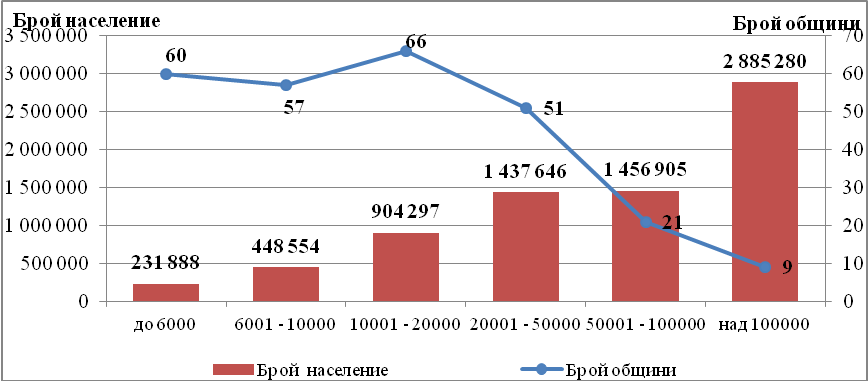 Брой население
Брой общини
3 500 000
3 000 000
2 500 000
2 000 000
1 500 000
1 000 000
500 000
0
70
60
50
40
30
20
10
0
60
57
66
51
21
9
231 888
448 554
904 297
1 437 646
1 456 905
2 885 280
до 6000
6001 - 10000
10001 - 20000
20001 - 50000
50001 - 100000
над 100000
Брой население
Брой общини